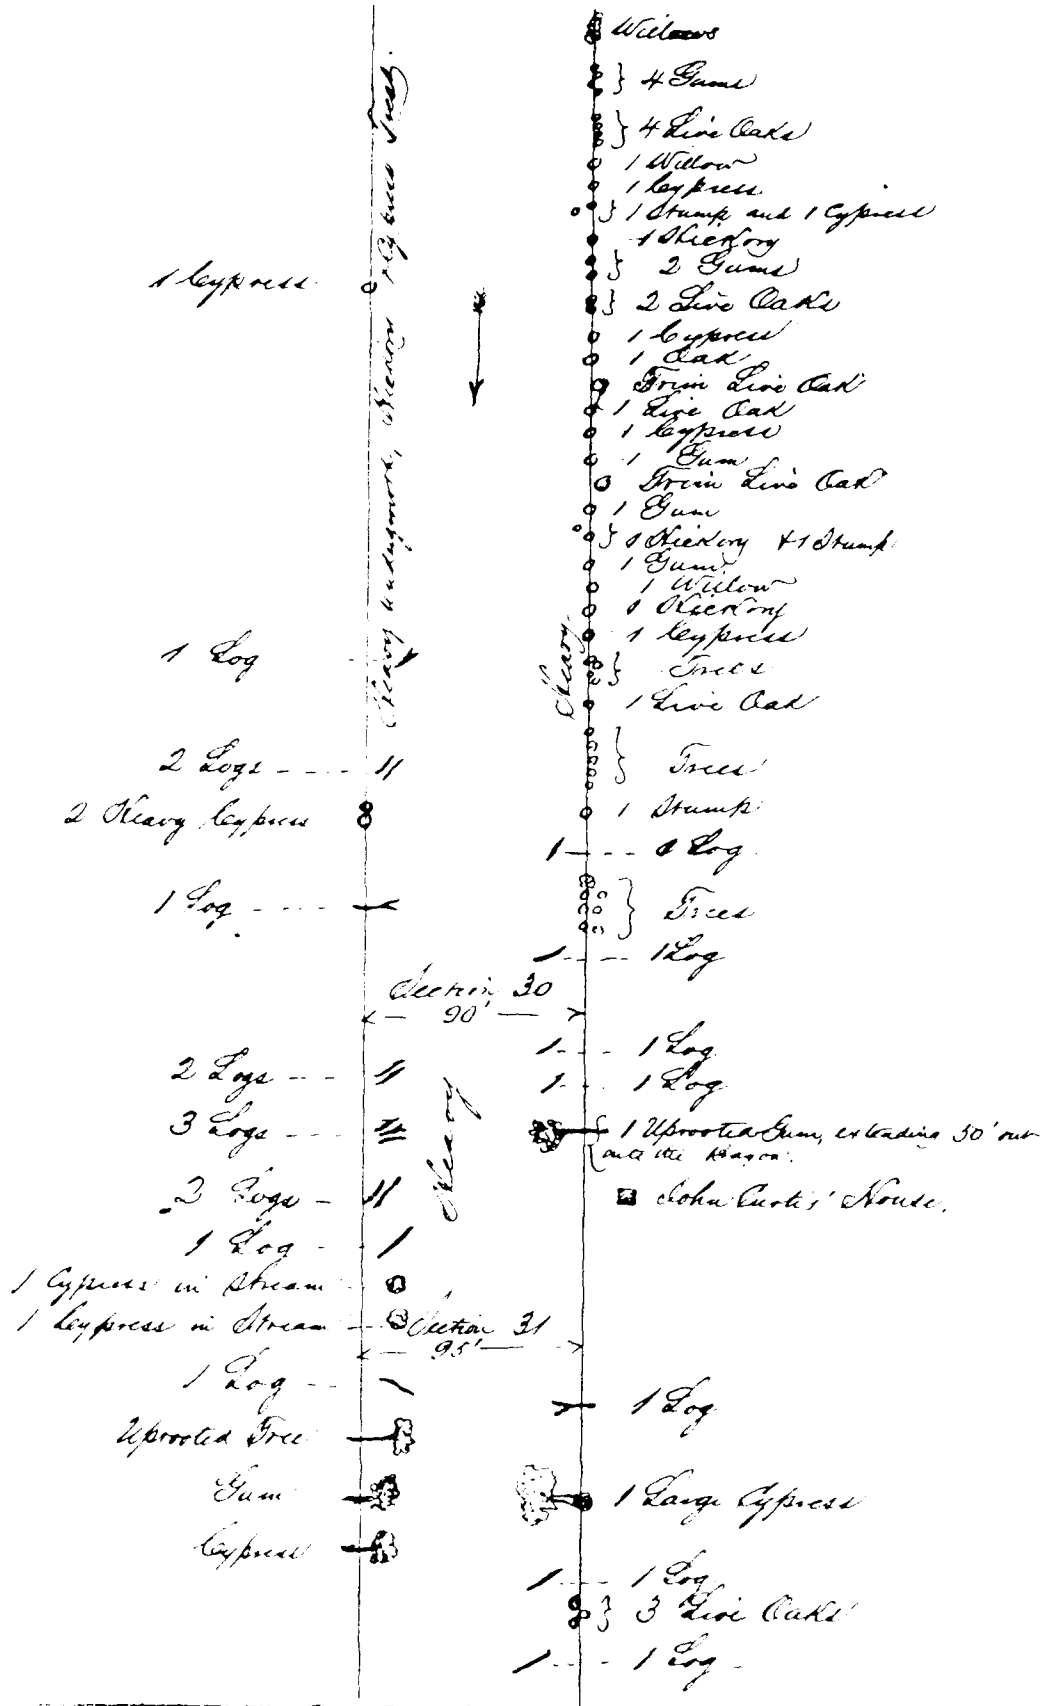 Willows
4 Gums
4 Live Oaks
1 Willow
1 Cypress
1 Stump and 1 Cypress
1 Hickory
2 Gums
1 Cypress
2 Live Oaks
1 Cypress
1 Oak
Trim Live Oak
1 Live Oak
1 Cypress
1 Gum
Trim Live Oak
1 Gum
1 Hickory +1 Stump
1 Gum
1 Willow
1 Hickory
1 Cypress
Heavy undergrowth,
Heavy
1 Log
Trees
1 Live Oak
2 Logs
Trees
2 Heavy Cypress
1 Stump
1 Log
1 Log
Trees
1 Log
Section 30
90'
1 Log
2 Logs
1 Log
Heavy
3 Logs
1 Uprooted Gum, extending 50' out
onto the
2 Logs
John Curtis' House.
1 Log
1 Cypress in Stream
1 Cypress in Stream
Section 31
95'
1 Log
1 Log
Uprooted Tree
Gum
1 Large Cypress
Cypress
1 Log
3 Live Oaks
1 Log